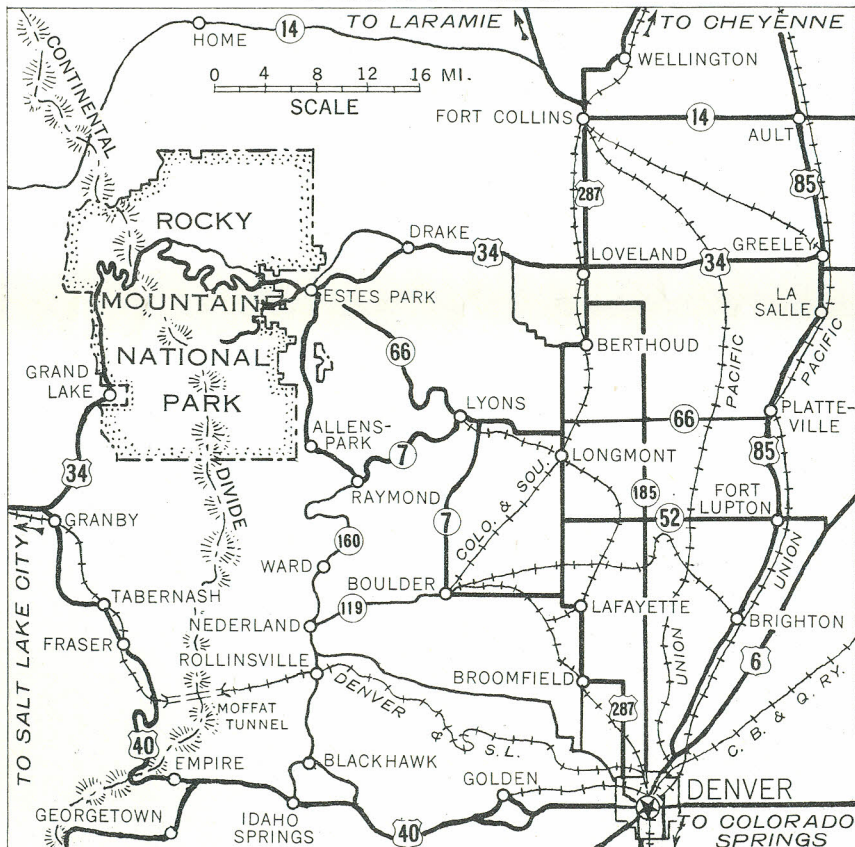 TO LARAMIE
TO CHEYENNE
HOME
14
WELLINGTON
CONTINENTAL
0 4 8 12 16 MI.
SCALE
FORT COLLINS
14
AULT
287
85
ROCKY
DRAKE
34
LOVELAND
34
GREELEY
MOUNTAIN
ESTES PARK
LA
SALLE
NATIONAL
66
BERTHOUD
PACIFIC
PACIFIC
GRAND
LAKE
PARK
LYONS
66
PLATTE-
VILLE
ALLENS-
PARK
7
LONGMONT
34
RAYMOND
COLO. & SOU.
185
85
FORT
LUPTON
DIVIDE
GRANBY
7
52
160
WARD
UNION
BOULDER
TABERNASH
119
LAFAYETTE
NEDERLAND
BRIGHTON
FRASER
ROLLINSVILLE
BROOMFIELD
UNION
6
TO SALT LAKE CITY
MOFFAT
TUNNEL
DENVER
& S.L.
287
C. B. & Q. RY.
40
EMPIRE
BLACKHAWK
GOLDEN
DENVER
GEORGETOWN
IDAHO
SPRINGS
40
TO COLORADO
SPRINGS